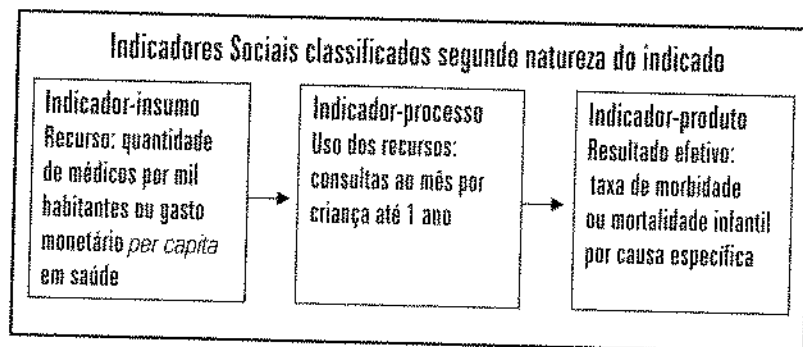 Indicadores Sociais classificados segundo natureza do indicado
Indicador-insumo
Recurso: quantidade
de médicos por mil
habitantes ou gasto
monetário per capita
em saúde
Indicador-processo
Uso dos recursos:
consultas ao mês por
criança até 1 ano
Indicador-produto
Resultado efetivo:
taxa de morbidade
ou mortalidade infantil
por causa específica